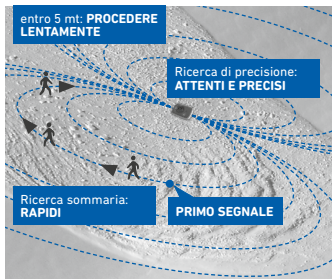 entro 5 mt: PROCEDERE
LENTAMENTE
Ricerca di precisione:
ATTENTI E PRECISI
Ricerca sommaria:
RAPIDI
PRIMO SEGNALE